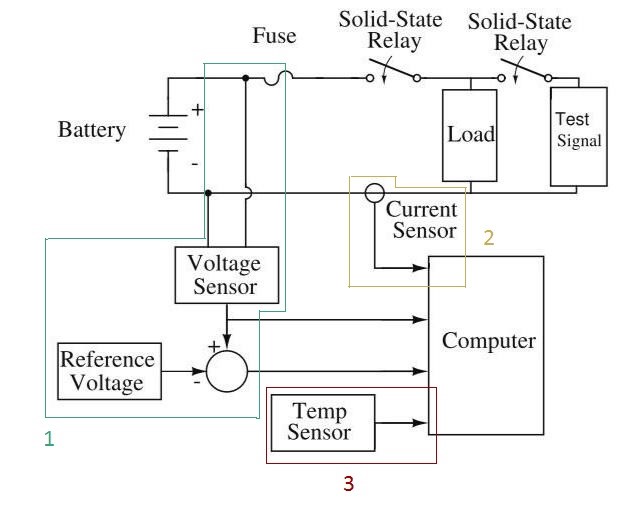 Fuse
Solid-State
Relay
Solid-State
Relay
Battery
+
-
Load
Test
Signal
Current
Sensor
2
Voltage
Sensor
Computer
Reference
Voltage
+
-
Temp
Sensor
1
3